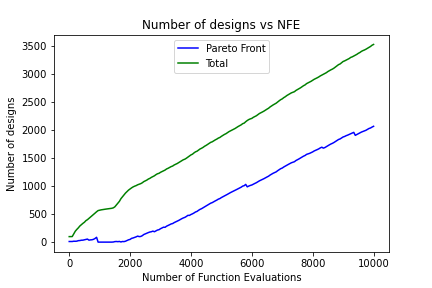 Number of designs vs NFE
Pareto Front
Total
3500
3000
2500
2000
1500
1000
500
0
Number of designs
0
2000
4000
6000
8000
10000
Number of Function Evaluations